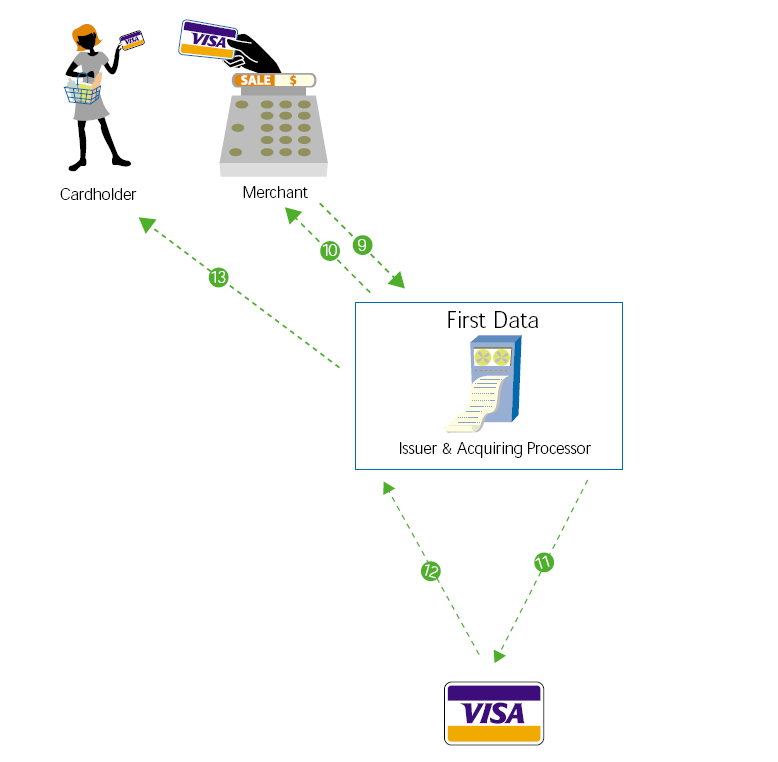 VISA
VISA
SALE $
Cardholder
Merchant
9
10
13
First Data
Issuer & Acquiring Processor
11
12
VISA